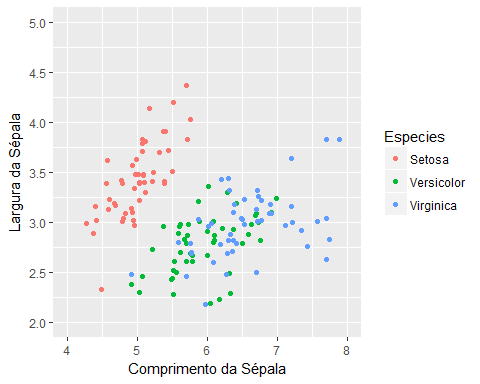 5.0
4.5
4.0
3.5
3.0
2.5
2.0
Largura da Sépala
4 5 6 7 8
Comprimento da Sépala
Especies
Setosa
Versicolor
Virginica